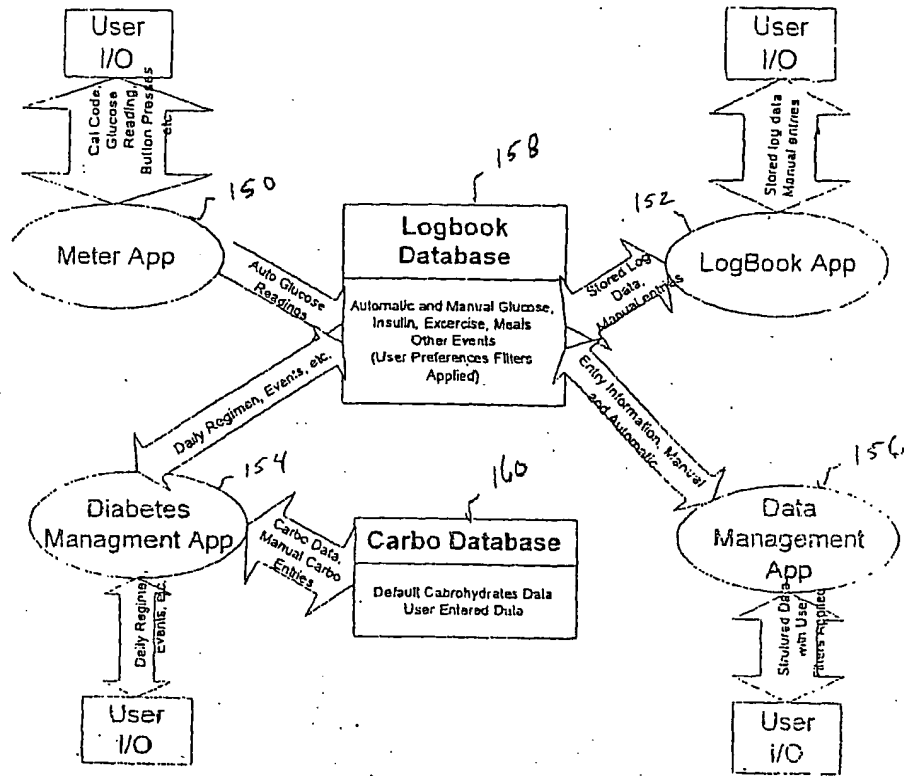 User
I/O
User
I/O
Cal Code,
Glucose
Reading,
Button Presses
etc
Stored log data
Manual entries
150
158
152
Meter App
Logbook
Database
LogBook App
Auto Glucose
Readings
Stored Log
Data,
Manual entries
Automatic and Manual Glucose,
Insulin, Excercise, Meals
Other Events
(User Preferences Filters
Applied)
Daily Regimen, Events, etc.
Entry Information, Manual
and Automatic
154
160
156
Diabetes
Managment App
Carbo Data,
Manual Carbo
Entries
Carbo Database
Default Cabrohydrates Data
User Entered Data
Data
Management
App
Daily Regimen
Events, Etc
Strutured Data
with User
Filters Applied
User
I/O
User
I/O